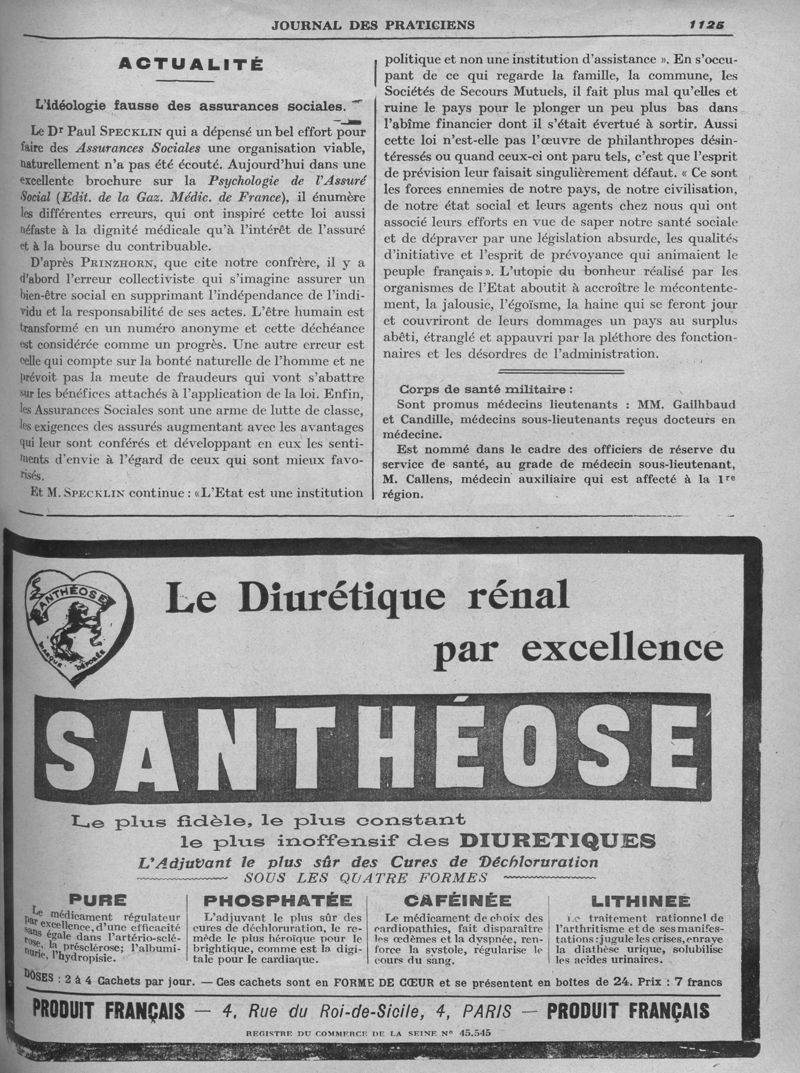 JOURNAL DES PRATICIENS 1125
ACTUALITÉ
L'idéologie fausse des assurances sociales.
Le Dr Paul SPECKLIN qui a dépensé un bel effort pour
faire des Assurances Sociales une organisation viable,
naturellement n'a pas été écouté. Aujourd'hui dans une
excellente brochure sur la Psychologie de l'Assuré
Social (Edit. de la Gaz. Médic. de France), il énumère
les différentes erreurs, qui ont inspiré cette loi aussi
néfaste à la dignité médicale qu'à l'intérêt de l'assuré
et à la bourse du contribuable.
D'après PRINZHORN, que cite notre confrère, il y a
d'abord l'erreur collectiviste qui s'imagine assurer un
bien-être social en supprimant l'indépendance de l'indi-
vidu et la responsabilité de ses actes. L'être humain est
transformé en un numéro anonyme et cette déchéance
est considérée comme un progrès. Une autre erreur est
celle qui compte sur la bonté naturelle de l'homme et ne
prévoit pas la meute de fraudeurs qui vont s'abattre
sur les bénéfices attachés à l'application de la loi. Enfin,
les Assurances Sociales sont une arme de lutte de classe,
les exigences des assurés augmentant avec les avantages
qui leur sont conférés et développant en eux les senti-
ments d'envie à l'égard de ceux qui sont mieux favo-
risés.
Et M. SPECKLIN continue : «L'Etat est une institution
politique et non une institution d'assistance ». En s'occu-
pant de ce qui regarde la famille, la commune, les
Sociétés de Secours Mutuels, il fait plus mal qu'elles et
ruine le pays pour le plonger un peu plus bas dans
l'abîme financier dont il s'était évertué à sortir. Aussi
cette loi n'est-elle pas l'œuvre de philanthropes désin-
téressés ou quand ceux-ci ont paru tels, c'est que l'esprit
de prévision leur faisait singulièrement défaut. « Ce sont
les forces ennemies de notre pays, de notre civilisation,
de notre état social et leurs agents chez nous qui ont
associé leurs efforts en vue de saper notre santé sociale
et de dépraver par une législation absurde, les qualités
d'initiative et l'esprit de prévoyance qui animaient le
peuple français ». L'utopie du bonheur réalisé par les
organismes de l'Etat aboutit à accroître le mécontente-
ment, la jalousie, l'égoïsme, la haine qui se feront jour
et couvriront de leurs dommages un pays au surplus
abêti, étranglé et appauvri par la pléthore des fonction-
naires et les désordres de l'administration.
Corps de santé militaire :
Sont promus médecins lieutenants : MM. Gailhbaud
et Candille, médecins sous-lieutenants reçus docteurs en
médecine.
Est nommé dans le cadre des officiers de réserve du
service de santé, au grade de médecin sous-lieutenant,
M. Callens, médecin auxiliaire qui est affecté à la 1re
région.
SANTHÉOSE
MARQUE DÉPOSÉE
Le Diurétique rénal
par excellence
SANTHÉOSE
Le plus fidèle, le plus constant
le plus inoffensif des DIURETIQUES
L'Adjuvant le plus sûr des Cures de Déchloruration
SOUS LES QUATRE FORMES
PURE
Le médicament régulateur
par excellence, d'une efficacité
sans égale dans l'artério-sclé-
rose, la présclérose; l'albumi-
nurie, l'hydropisie.
PHOSPHATÉE
L'adjuvant le plus sûr des
cures de déchloruration, le re-
mède le plus héroïque pour le
brightique, comme est la digi-
tale pour le cardiaque.
CAFÉINÉE
Le médicament de choix des
cardiopathies, fait disparaître
les œdèmes et la dyspnée, ren-
force la systole, régularise le
cours du sang.
LITHINEE
Le traitement rationnel de
l'arthritisme et de ses manifes-
tations : jugule les crises, enraye
la diathèse urique, solubilise
les acides urinaires.
DOSES : 2 à 4 Cachets par jour. — Ces cachets sont en FORME DE CŒUR et se présentent en boîtes de 24. Prix : 7 francs
PRODUIT FRANÇAIS — 4, Rue du Roi-de-Sicile, 4, PARIS — PRODUIT FRANÇAIS
REGISTRE DU COMMERCE DE LA SEINE N° 45.545